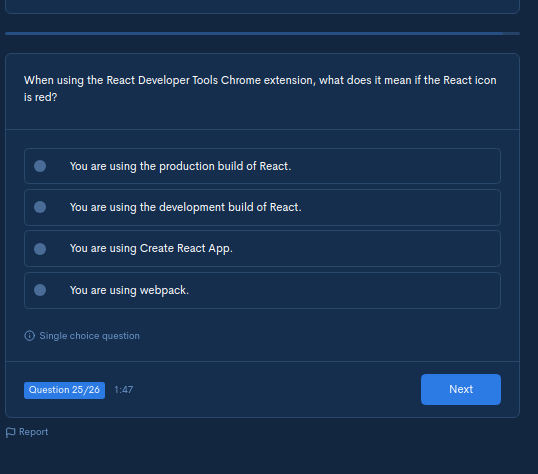 When using the React Developer Tools Chrome extension, what does it mean if the React icon
is red?
You are using the production build of React.
You are using the development build of React.
You are using Create React App.
You are using webpack.
Single choice question
Question 25/26 1:47 Next
Report